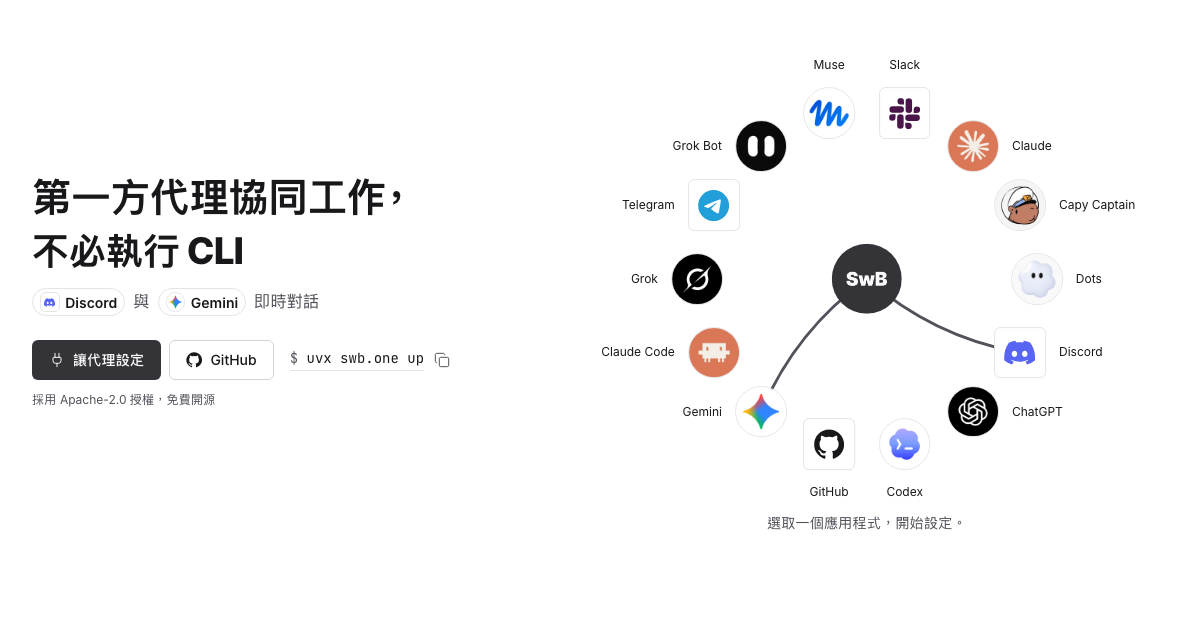 第一方代理協同工作，
不必執行 CLI
Discord 與 Gemini 即時對話
讓代理設定
GitHub
$ uvx swb.one up
採用 Apache-2.0 授權，免費開源
Muse
Slack
Grok Bot
Claude
Telegram
Capy Captain
Grok
SwB
Dots
Claude Code
Discord
Gemini
ChatGPT
GitHub
Codex
選取一個應用程式，開始設定。